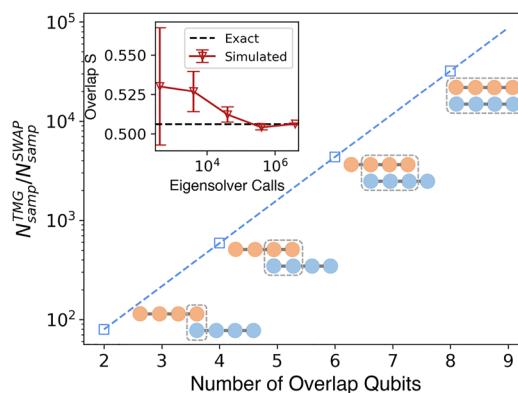 10^5
10^4
10^3
10^2
N_samp^TMG/N_samp^SWAP
2 3 4 5 6 7 8 9
Number of Overlap Qubits
Overlap S
0.550
0.525
0.500
Exact
Simulated
10^4 10^6
Eigensolver Calls